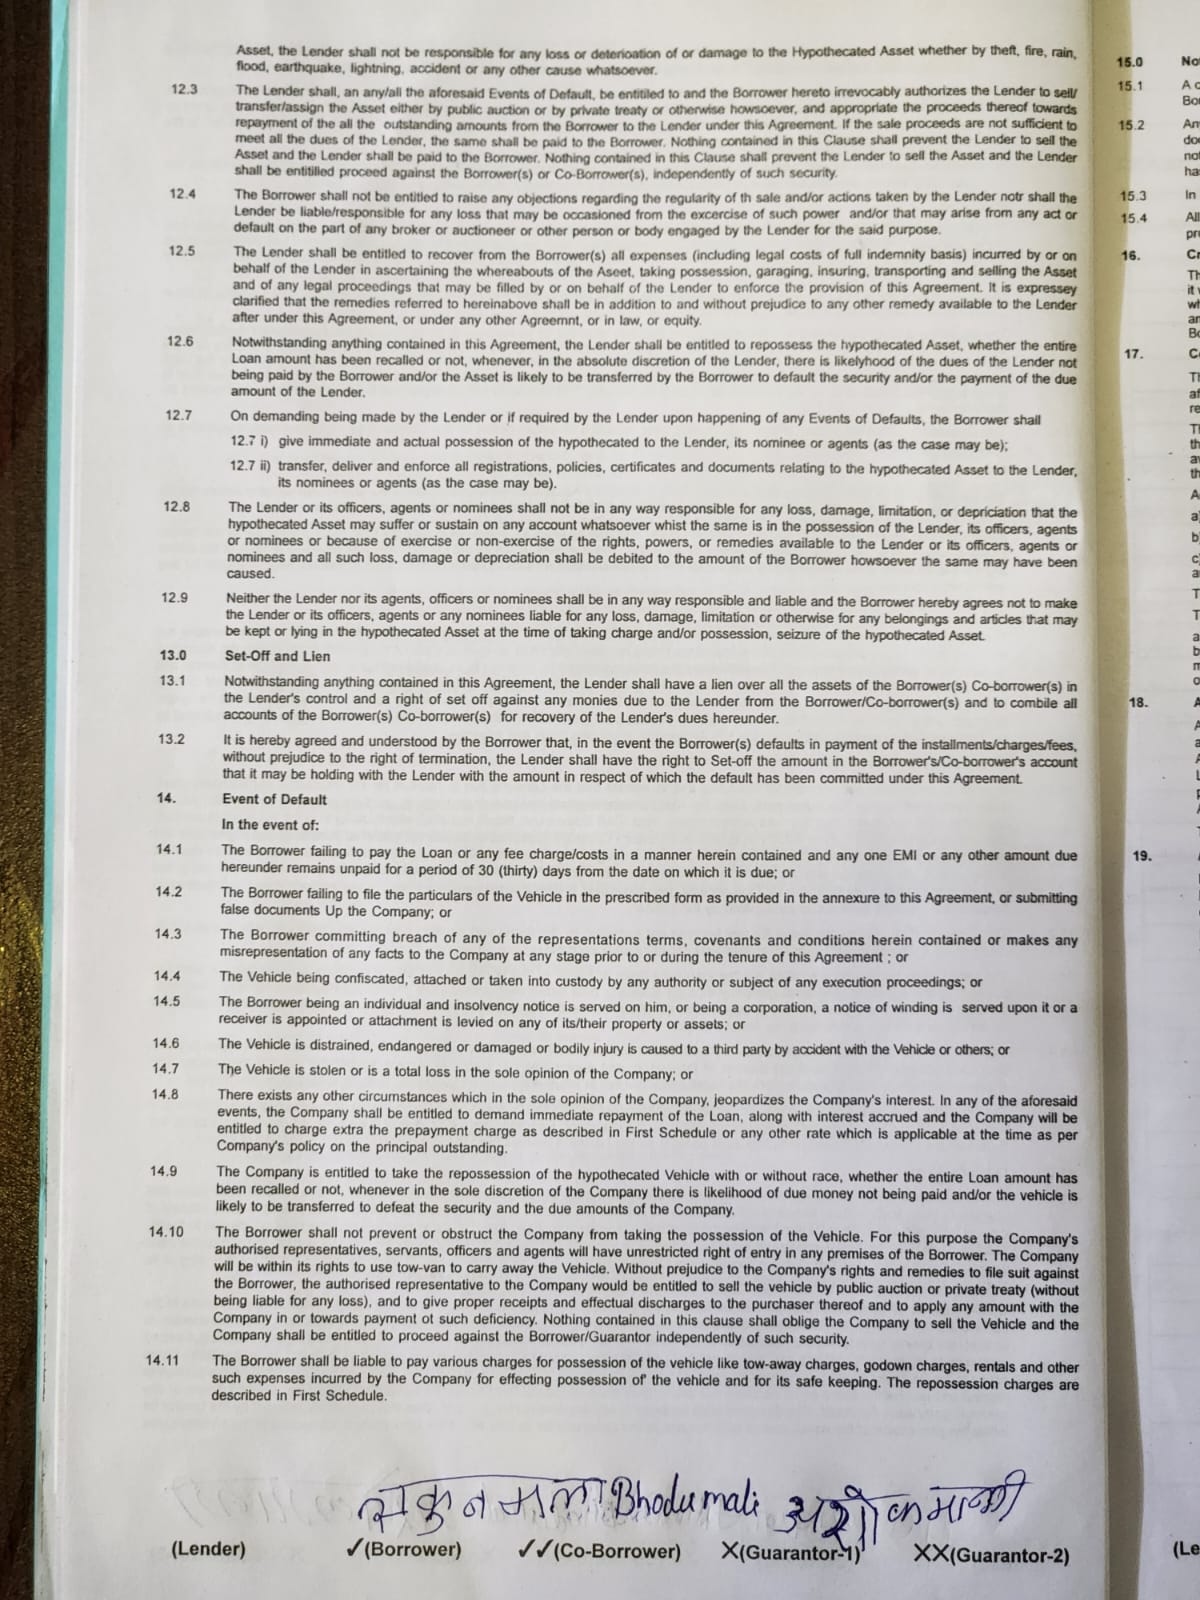 Asset, the Lender shall not be responsible for any loss or deterioation of or damage to the Hypothecated Asset whether by theft, fire, rain,
flood, earthquake, lightning, accident or any other cause whatsoever.
12.3 The Lender shall, an any/all the aforesaid Events of Default, be entitiled to and the Borrower hereto irrevocably authorizes the Lender to sell/
transfer/assign the Asset either by public auction or by private treaty or otherwise howsoever, and appropriate the proceeds thereof towards
repayment of the all the outstanding amounts from the Borrower to the Lender under this Agreement. If the sale proceeds are not sufficient to
meet all the dues of the Lender, the same shall be paid to the Borrower. Nothing contained in this Clause shall prevent the Lender to sell the
Asset and the Lender shall be paid to the Borrower. Nothing contained in this Clause shall prevent the Lender to sell the Asset and the Lender
shall be entitilled proceed against the Borrower(s) or Co-Borrower(s), independently of such security.
12.4 The Borrower shall not be entitled to raise any objections regarding the regularity of th sale and/or actions taken by the Lender notr shall the
Lender be liable/responsible for any loss that may be occasioned from the excercise of such power and/or that may arise from any act or
default on the part of any broker or auctioneer or other person or body engaged by the Lender for the said purpose.
12.5 The Lender shall be entitled to recover from the Borrower(s) all expenses (including legal costs of full indemnity basis) incurred by or on
behalf of the Lender in ascertaining the whereabouts of the Aseet, taking possession, garaging, insuring, transporting and selling the Asset
and of any legal proceedings that may be filled by or on behalf of the Lender to enforce the provision of this Agreement. It is expressey
clarified that the remedies referred to hereinabove shall be in addition to and without prejudice to any other remedy available to the Lender
after under this Agreement, or under any other Agreemnt, or in law, or equity.
12.6 Notwithstanding anything contained in this Agreement, the Lender shall be entitled to repossess the hypothecated Asset, whether the entire
Loan amount has been recalled or not, whenever, in the absolute discretion of the Lender, there is likelyhood of the dues of the Lender not
being paid by the Borrower and/or the Asset is likely to be transferred by the Borrower to default the security and/or the payment of the due
amount of the Lender.
12.7 On demanding being made by the Lender or if required by the Lender upon happening of any Events of Defaults, the Borrower shall
12.7 i) give immediate and actual possession of the hypothecated to the Lender, its nominee or agents (as the case may be);
12.7 ii) transfer, deliver and enforce all registrations, policies, certificates and documents relating to the hypothecated Asset to the Lender,
its nominees or agents (as the case may be).
12.8 The Lender or its officers, agents or nominees shall not be in any way responsible for any loss, damage, limitation, or depriciation that the
hypothecated Asset may suffer or sustain on any account whatsoever whist the same is in the possession of the Lender, its officers, agents
or nominees or because of exercise or non-exercise of the rights, powers, or remedies available to the Lender or its officers, agents or
nominees and all such loss, damage or depreciation shall be debited to the amount of the Borrower howsoever the same may have been
caused.
12.9 Neither the Lender nor its agents, officers or nominees shall be in any way responsible and liable and the Borrower hereby agrees not to make
the Lender or its officers, agents or any nominees liable for any loss, damage, limitation or otherwise for any belongings and articles that may
be kept or lying in the hypothecated Asset at the time of taking charge and/or possession, seizure of the hypothecated Asset.
13.0 Set-Off and Lien
13.1 Notwithstanding anything contained in this Agreement, the Lender shall have a lien over all the assets of the Borrower(s) Co-borrower(s) in
the Lender's control and a right of set off against any monies due to the Lender from the Borrower/Co-borrower(s) and to combile all
accounts of the Borrower(s) Co-borrower(s) for recovery of the Lender's dues hereunder.
13.2 It is hereby agreed and understood by the Borrower that, in the event the Borrower(s) defaults in payment of the installments/charges/fees,
without prejudice to the right of termination, the Lender shall have the right to Set-off the amount in the Borrower's/Co-borrower's account
that it may be holding with the Lender with the amount in respect of which the default has been committed under this Agreement.
14. Event of Default
In the event of:
14.1 The Borrower failing to pay the Loan or any fee charge/costs in a manner herein contained and any one EMI or any other amount due
hereunder remains unpaid for a period of 30 (thirty) days from the date on which it is due; or
14.2 The Borrower failing to file the particulars of the Vehicle in the prescribed form as provided in the annexure to this Agreement, or submitting
false documents Up the Company; or
14.3 The Borrower committing breach of any of the representations terms, covenants and conditions herein contained or makes any
misrepresentation of any facts to the Company at any stage prior to or during the tenure of this Agreement ; or
14.4 The Vehicle being confiscated, attached or taken into custody by any authority or subject of any execution proceedings; or
14.5 The Borrower being an individual and insolvency notice is served on him, or being a corporation, a notice of winding is served upon it or a
receiver is appointed or attachment is levied on any of its/their property or assets; or
14.6 The Vehicle is distrained, endangered or damaged or bodily injury is caused to a third party by accident with the Vehicle or others; or
14.7 The Vehicle is stolen or is a total loss in the sole opinion of the Company; or
14.8 There exists any other circumstances which in the sole opinion of the Company, jeopardizes the Company's interest. In any of the aforesaid
events, the Company shall be entitled to demand immediate repayment of the Loan, along with interest accrued and the Company will be
entitled to charge extra the prepayment charge as described in First Schedule or any other rate which is applicable at the time as per
Company's policy on the principal outstanding.
14.9 The Company is entitled to take the repossession of the hypothecated Vehicle with or without race, whether the entire Loan amount has
been recalled or not, whenever in the sole discretion of the Company there is likelihood of due money not being paid and/or the vehicle is
likely to be transferred to defeat the security and the due amounts of the Company.
14.10 The Borrower shall not prevent or obstruct the Company from taking the possession of the Vehicle. For this purpose the Company's
authorised representatives, servants, officers and agents will have unrestricted right of entry in any premises of the Borrower. The Company
will be within its rights to use tow-van to carry away the Vehicle. Without prejudice to the Company's rights and remedies to file suit against
the Borrower, the authorised representative to the Company would be entitled to sell the vehicle by public auction or private treaty (without
being liable for any loss), and to give proper receipts and effectual discharges to the purchaser thereof and to apply any amount with the
Company in or towards payment ot such deficiency. Nothing contained in this clause shall oblige the Company to sell the Vehicle and the
Company shall be entitled to proceed against the Borrower/Guarantor independently of such security.
14.11 The Borrower shall be liable to pay various charges for possession of the vehicle like tow-away charges, godown charges, rentals and other
such expenses incurred by the Company for effecting possession of the vehicle and for its safe keeping. The repossession charges are
described in First Schedule.
Bhodumali
(Lender) ✓(Borrower) ✓✓(Co-Borrower) X(Guarantor-1) XX(Guarantor-2)
15.0
15.1
15.2
15.3 In
15.4
16.
17.
18.
19.